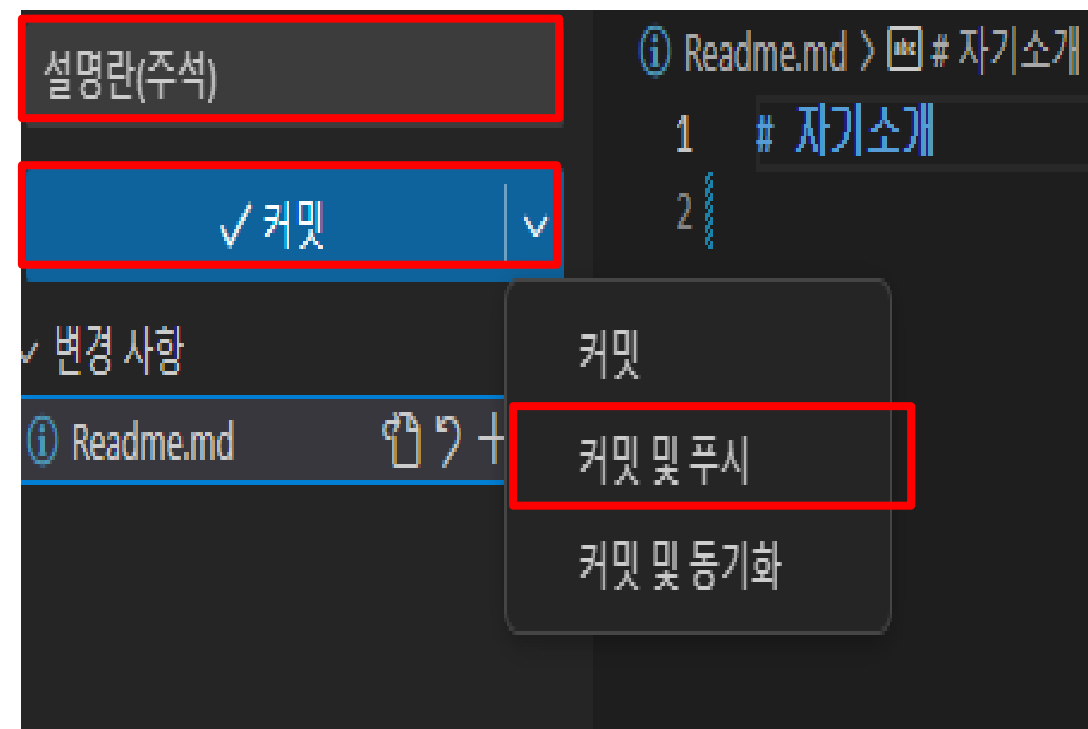 설명란(주석)
✓ 커밋
변경 사항
Readme.md
Readme.md > # 자기소개
1 # 자기소개
2
커밋
커밋 및 푸시
커밋 및 동기화